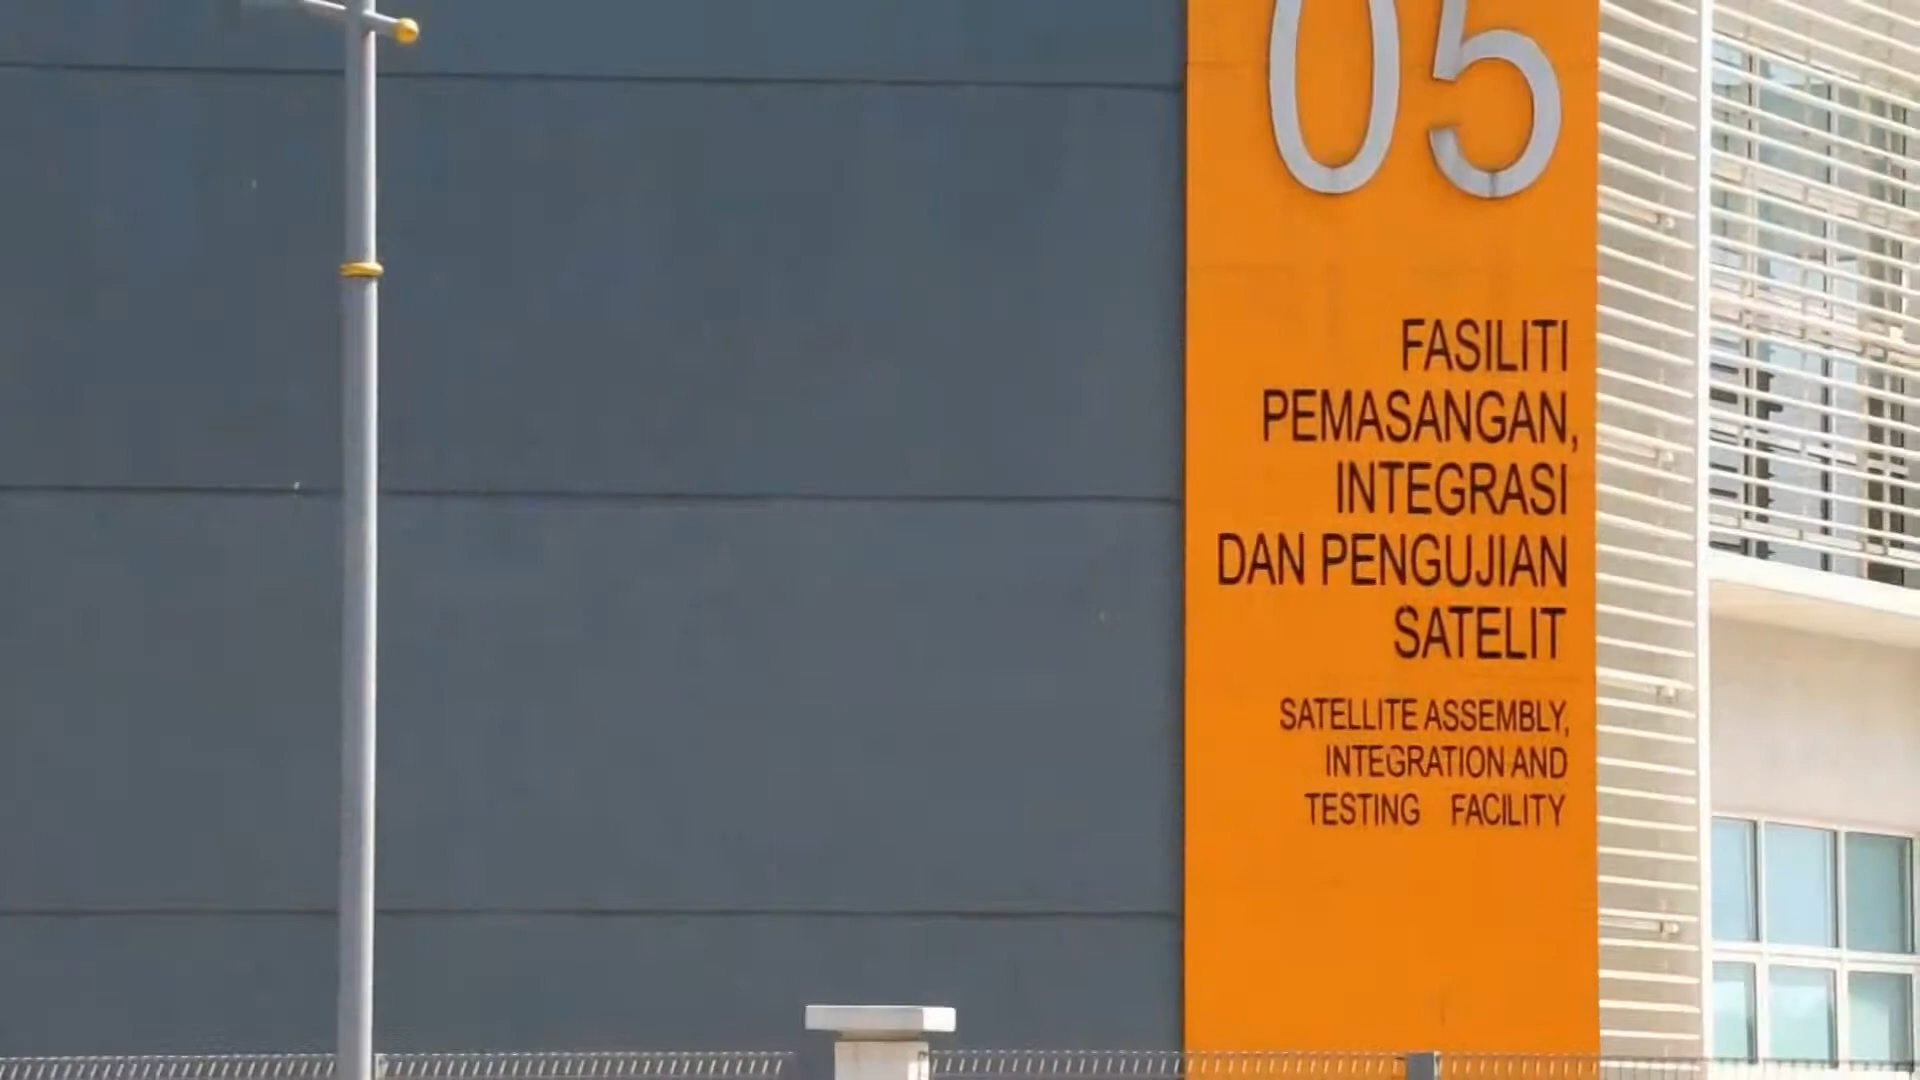 05
FASILITI
PEMASANGAN,
INTEGRASI
DAN PENGUJIAN
SATELIT
SATELLITE ASSEMBLY,
INTEGRATION AND
TESTING FACILITY